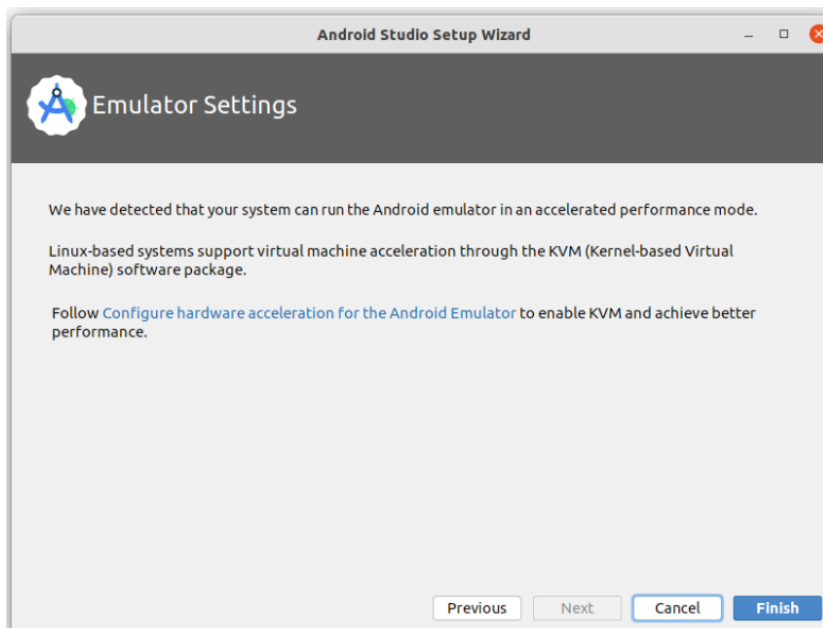 Android Studio Setup Wizard
Emulator Settings
We have detected that your system can run the Android emulator in an accelerated performance mode.
Linux-based systems support virtual machine acceleration through the KVM (Kernel-based Virtual
Machine) software package.
Follow Configure hardware acceleration for the Android Emulator to enable KVM and achieve better
performance.
Previous
Next
Cancel
Finish